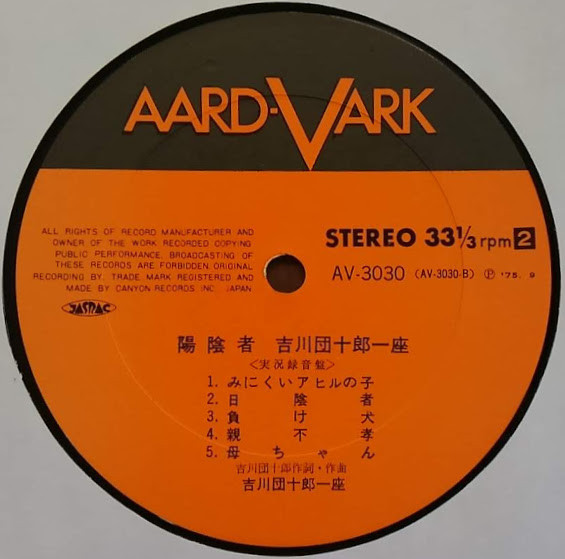 AARD-VARK
ALL RIGHTS OF RECORD MANUFACTURER AND
OWNER OF THE WORK RECORDED COPYING
PUBLIC PERFORMANCE, BROADCASTING OF
THESE RECORDS ARE FORBIDDEN. ORIGINAL
RECORDING BY. TRADE MARK REGISTERED AND
MADE BY CANYON RECORDS INC. JAPAN.
JASRAC
STEREO 33 1/3 rpm 2
AV-3030 (AV-3030-B) Ⓟ '75. 9
陽陰者 吉川団十郎一座
<実況録音盤>
1. みにくいアヒルの子
2. 日陰者
3. 負け犬
4. 親不孝
5. 母ちゃん
吉川団十郎作詞・作曲
吉川団十郎一座